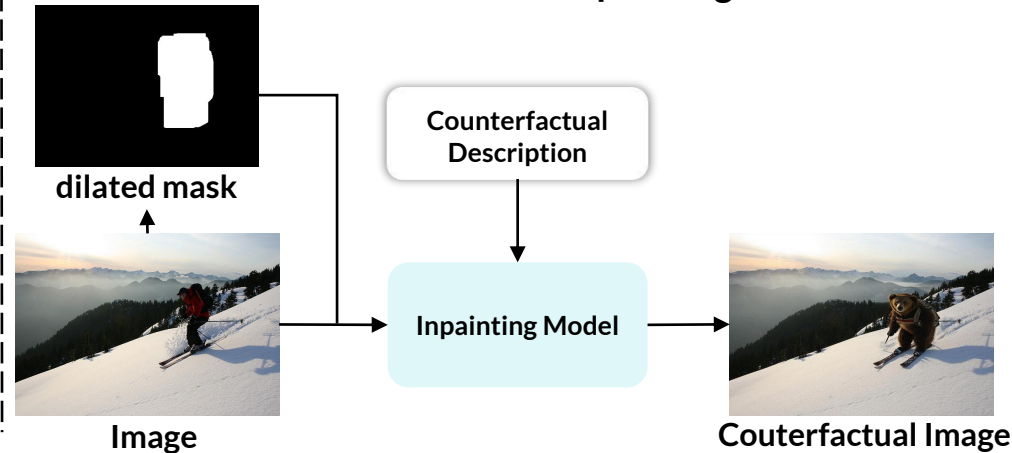 dilated mask
Counterfactual
Description
Inpainting Model
Image
Couterfactual Image